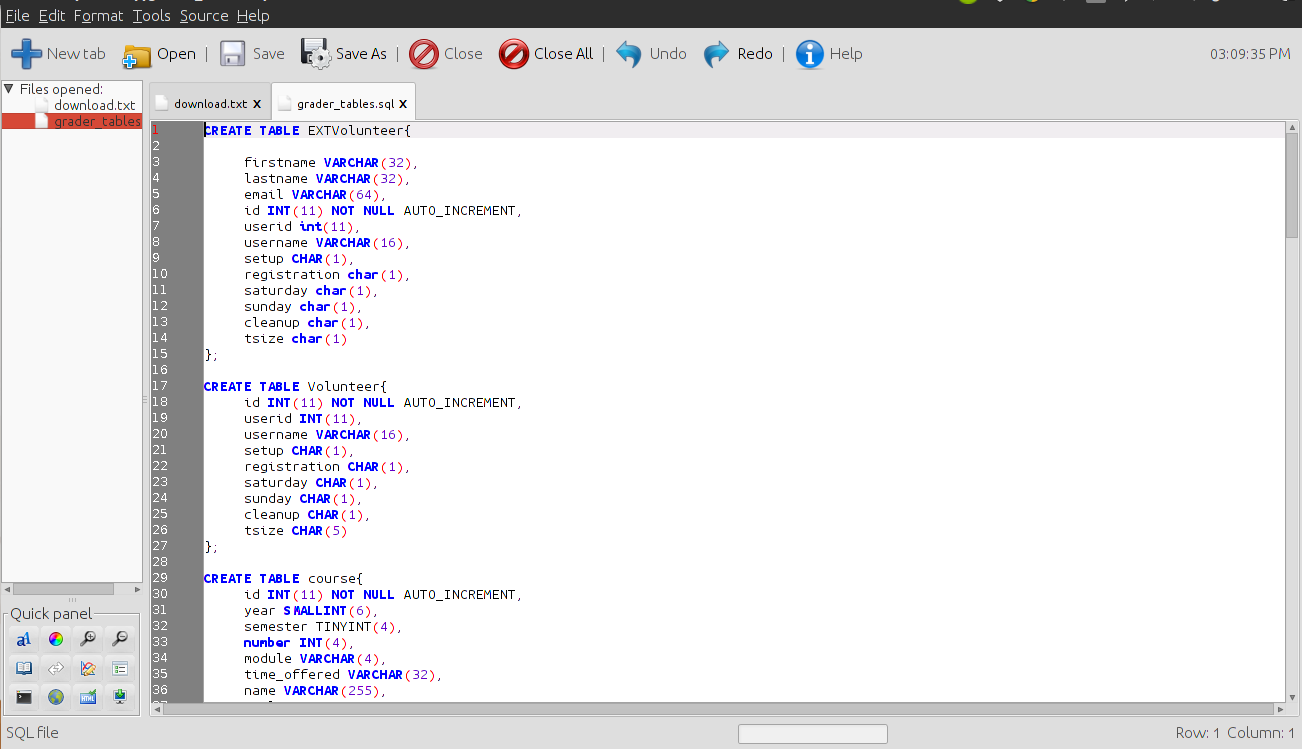 File Edit Format Tools Source Help
New tab Open | Save Save As | Close Close All | Undo Redo | Help 03:09:35 PM
Files opened:
download.txt
grader_tables
download.txt x grader_tables.sql x
1 CREATE TABLE EXTVolunteer{
2
3 firstname VARCHAR(32),
4 lastname VARCHAR(32),
5 email VARCHAR(64),
6 id INT(11) NOT NULL AUTO_INCREMENT,
7 userid int(11),
8 username VARCHAR(16),
9 setup CHAR(1),
10 registration char(1),
11 saturday char(1),
12 sunday char(1),
13 cleanup char(1),
14 tsize char(1)
15 };
16
17 CREATE TABLE Volunteer{
18 id INT(11) NOT NULL AUTO_INCREMENT,
19 userid INT(11),
20 username VARCHAR(16),
21 setup CHAR(1),
22 registration CHAR(1),
23 saturday CHAR(1),
24 sunday CHAR(1),
25 cleanup CHAR(1),
26 tsize CHAR(5)
27 };
28
29 CREATE TABLE course{
30 id INT(11) NOT NULL AUTO_INCREMENT,
31 year SMALLINT(6),
32 semester TINYINT(4),
33 number INT(4),
34 module VARCHAR(4),
35 time_offered VARCHAR(32),
36 name VARCHAR(255),
Quick panel
SQL file
Row: 1 Column: 1